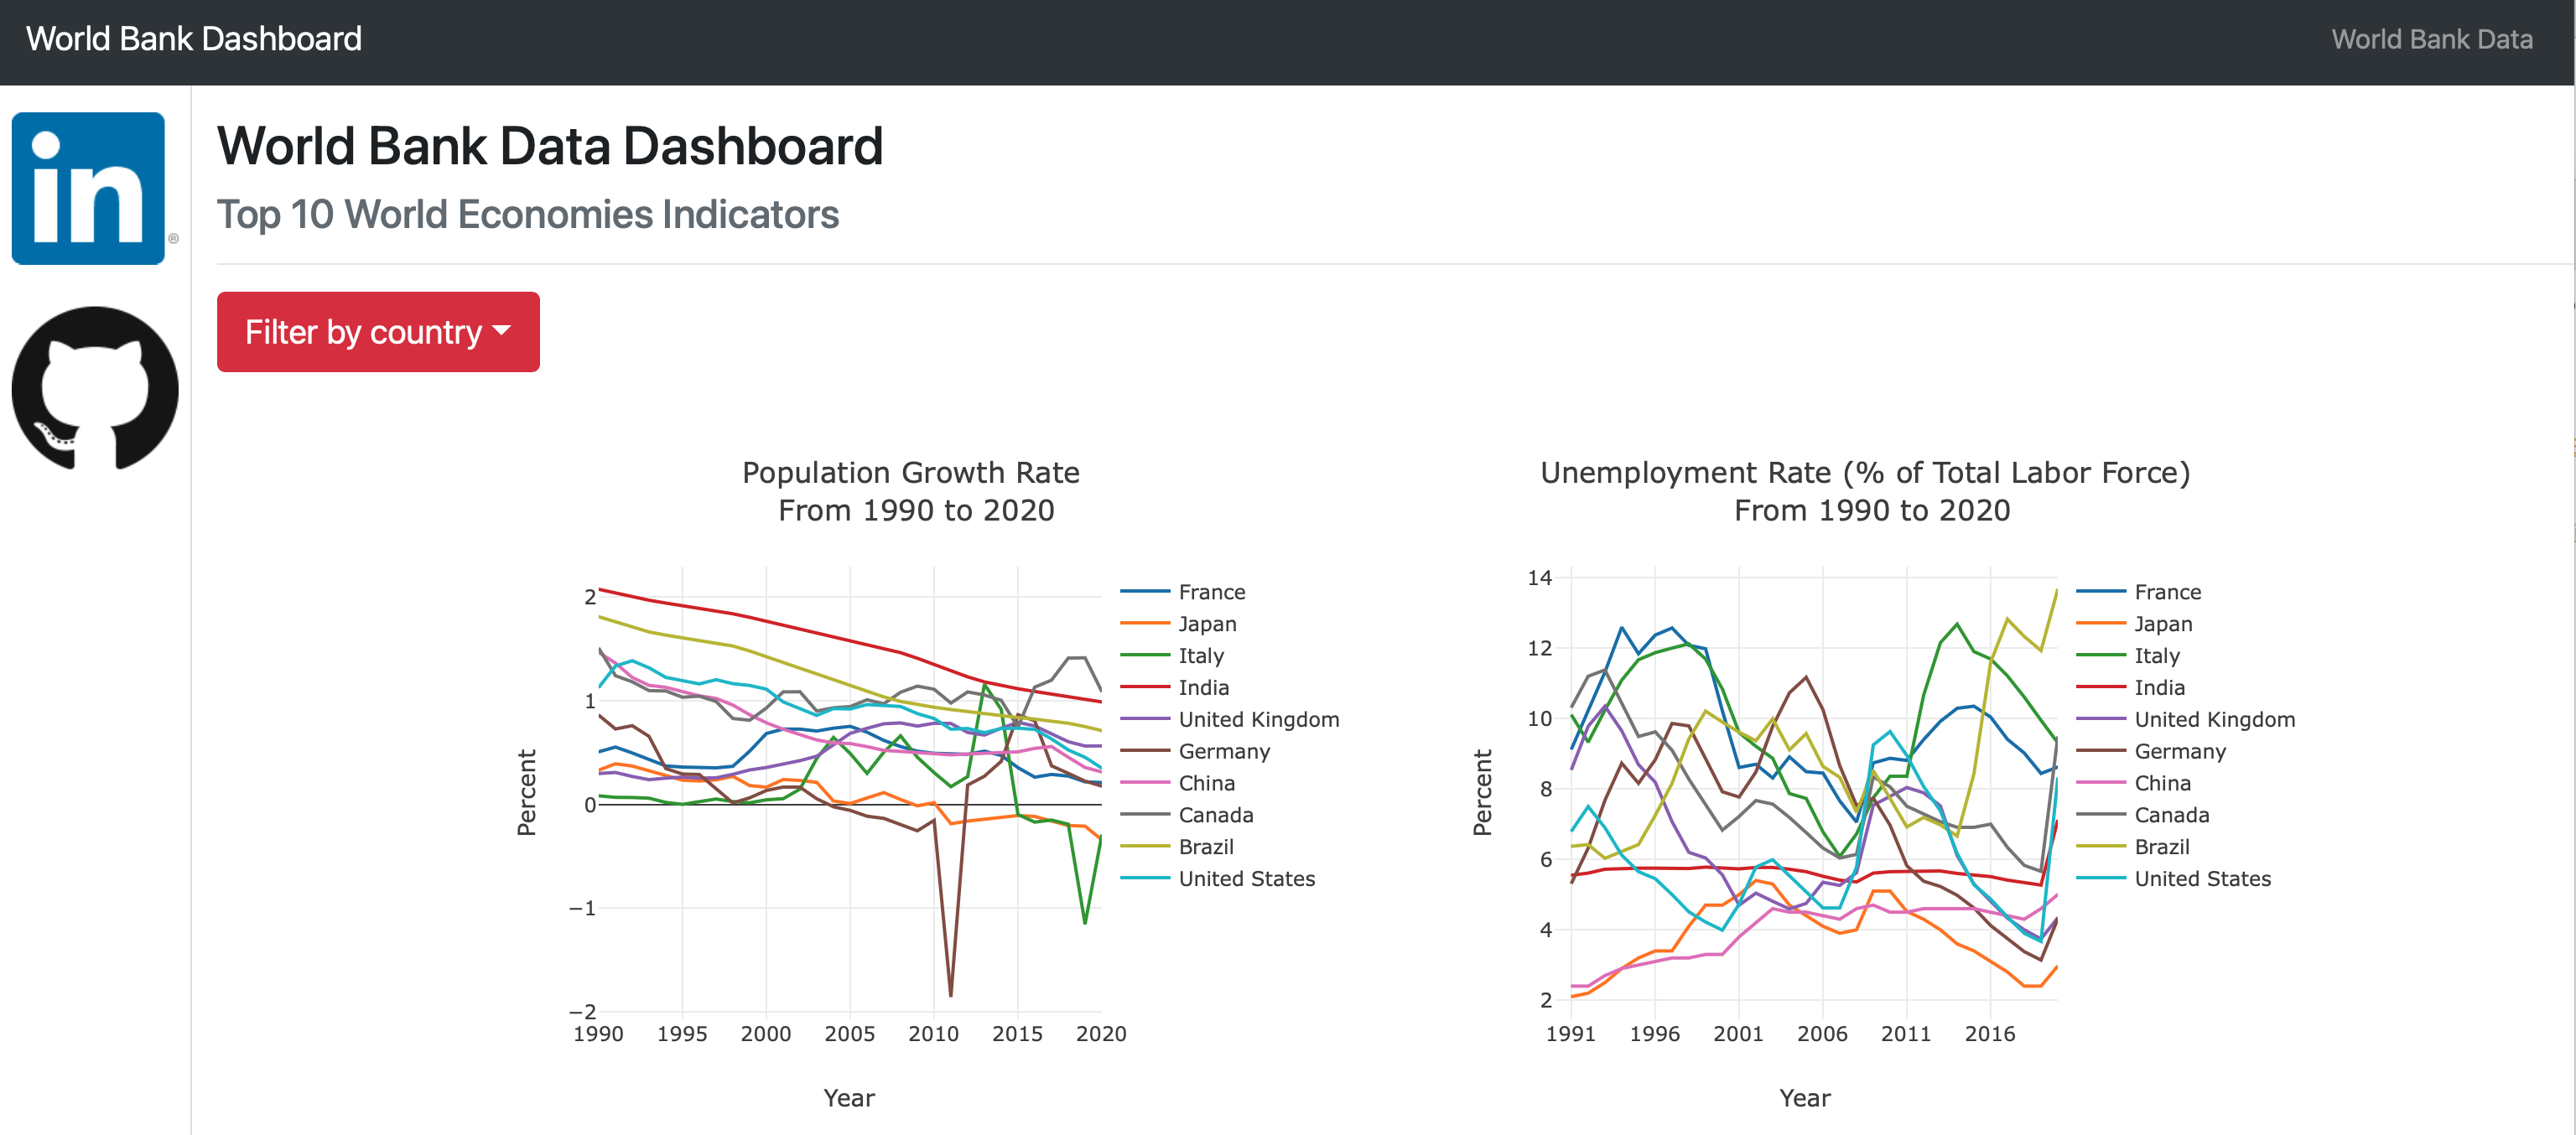 World Bank Dashboard
World Bank Data
in
®
World Bank Data Dashboard
Top 10 World Economies Indicators
Filter by country
Population Growth Rate
From 1990 to 2020
2
1
0
−1
−2
1990 1995 2000 2005 2010 2015 2020
Percent
Year
France
Japan
Italy
India
United Kingdom
Germany
China
Canada
Brazil
United States
Unemployment Rate (% of Total Labor Force)
From 1990 to 2020
14
12
10
8
6
4
2
1991 1996 2001 2006 2011 2016
Percent
Year
France
Japan
Italy
India
United Kingdom
Germany
China
Canada
Brazil
United States